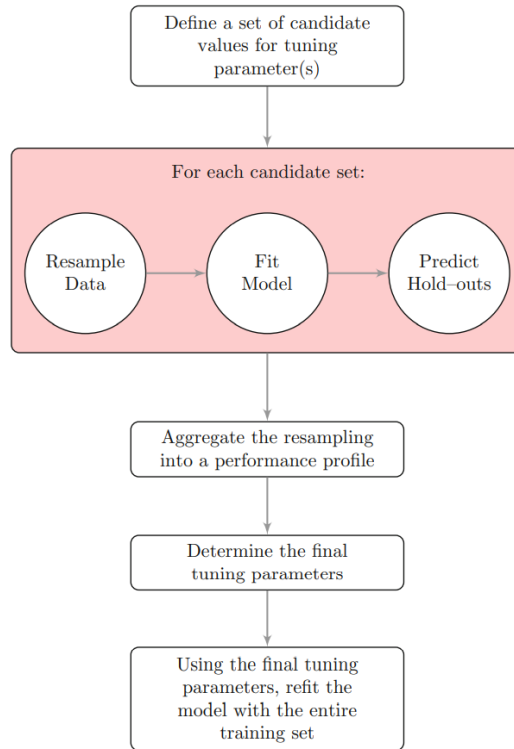 Define a set of candidate
values for tuning
parameter(s)
For each candidate set:
Resample
Data
Fit
Model
Predict
Hold–outs
Aggregate the resampling
into a performance profile
Determine the final
tuning parameters
Using the final tuning
parameters, refit the
model with the entire
training set